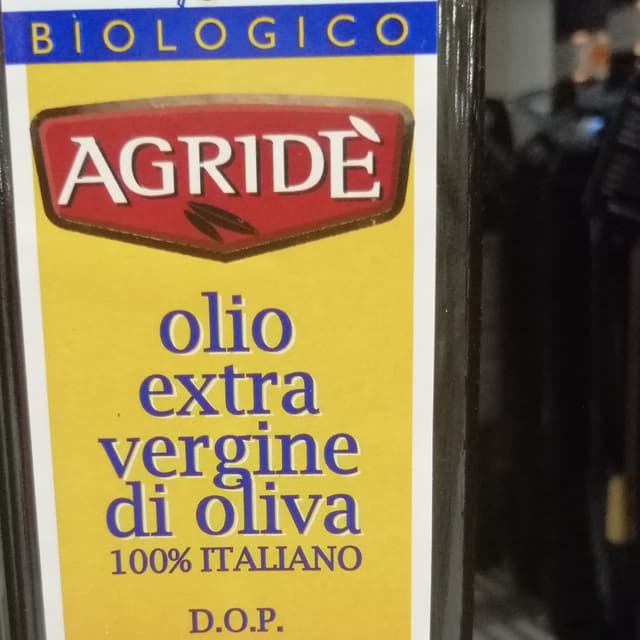 BIOLOGICO
AGRIDÈ
olio
extra
vergine
di oliva
100% ITALIANO
D.O.P.